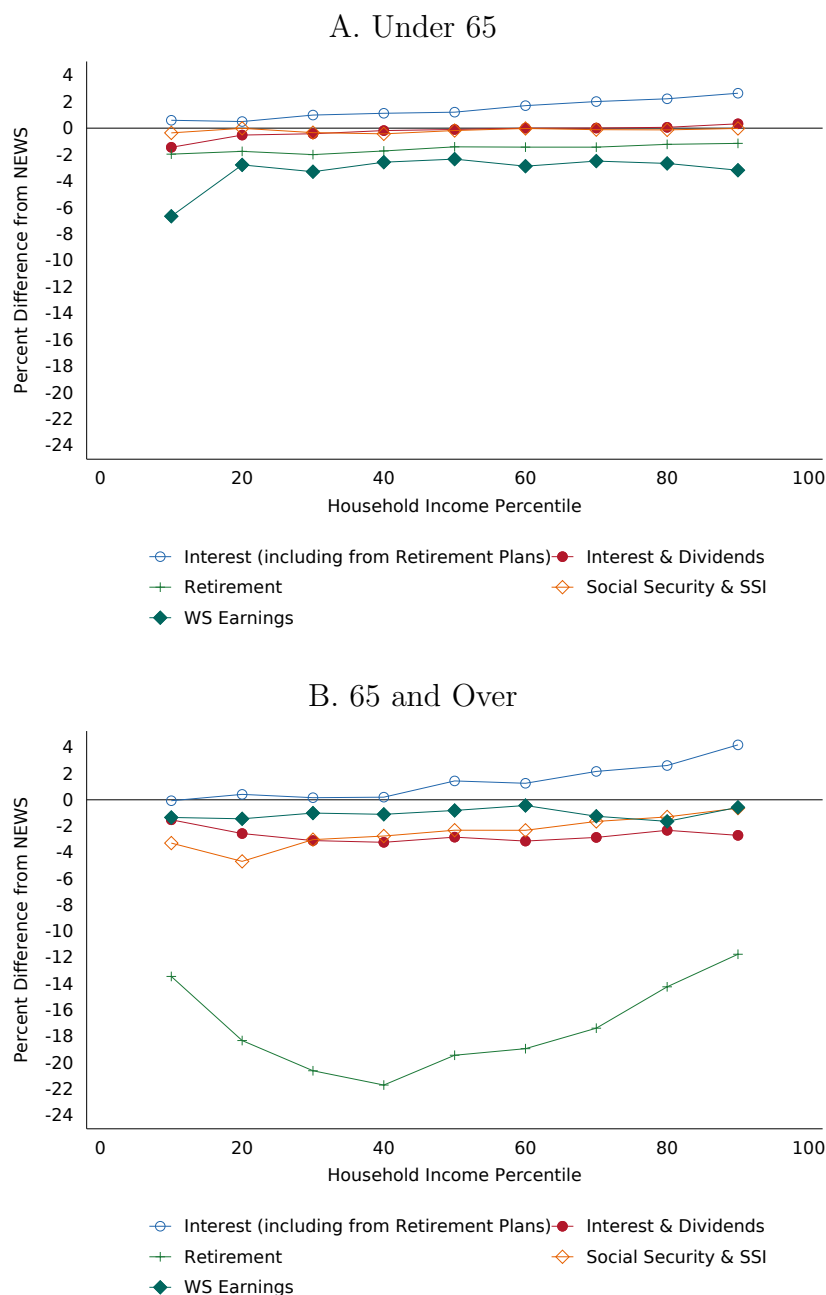 A. Under 65
4
2
0
-2
-4
-6
-8
-10
-12
-14
-16
-18
-20
-22
-24
Percent Difference from NEWS
0 20 40 60 80 100
Household Income Percentile
Interest (including from Retirement Plans) Interest & Dividends
Retirement Social Security & SSI
WS Earnings
B. 65 and Over
4
2
0
-2
-4
-6
-8
-10
-12
-14
-16
-18
-20
-22
-24
Percent Difference from NEWS
0 20 40 60 80 100
Household Income Percentile
Interest (including from Retirement Plans) Interest & Dividends
Retirement Social Security & SSI
WS Earnings